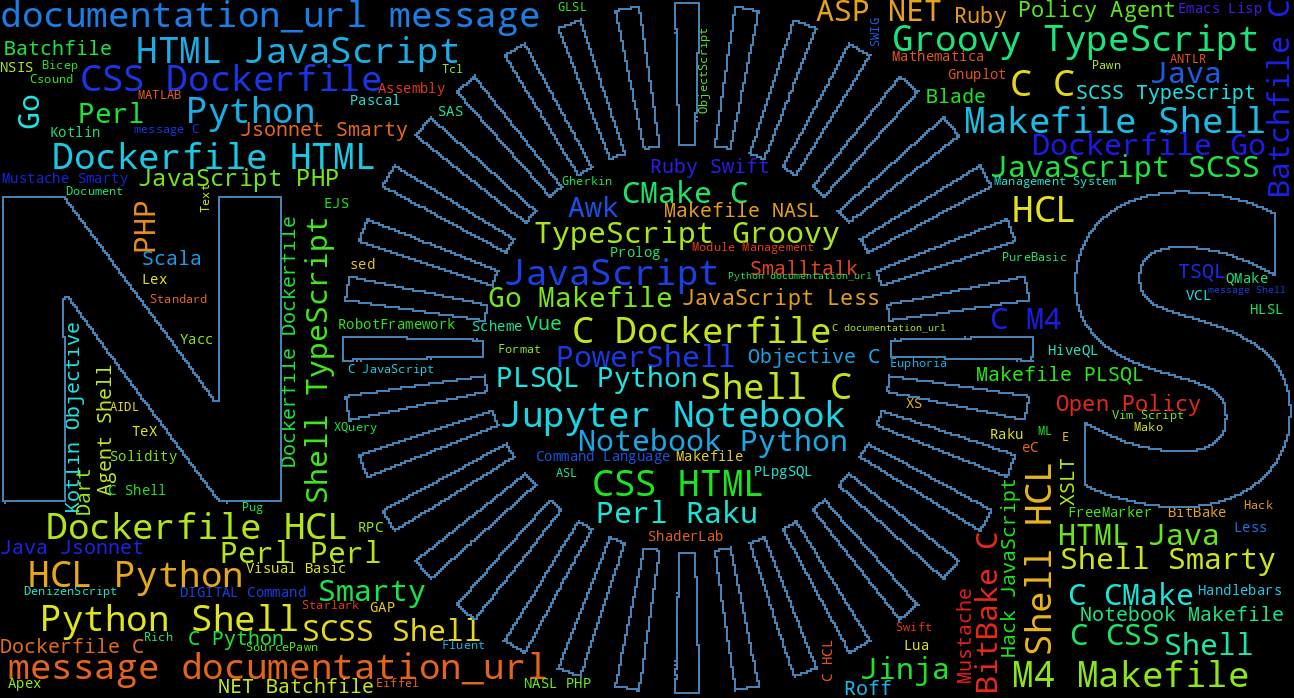 documentation_url message
GLSL
ASP NET
Ruby
Policy Agent
Emacs Lisp
C
Batchfile
HTML JavaScript
SWIG
Groovy TypeScript
NSIS
Bicep
Csound
CSS Dockerfile
Tcl
ObjectScript
Mathematica
Gnuplot
Pawn
ANTLR
Java
Batchfile
MATLAB
Assembly
Pascal
SAS
Blade
C C
SCSS TypeScript
Go
Perl
Python
Kotlin
message C
Jsonnet Smarty
Makefile Shell
Dockerfile Go
Dockerfile HTML
Ruby Swift
JavaScript SCSS
Mustache Smarty
JavaScript PHP
Document
Text
EJS
Gherkin
CMake C
Management System
PHP
Awk
Makefile NASL
HCL
TypeScript Groovy
Scala
Lex
Standard
Yacc
sed
Prolog
Module Management
PureBasic
JavaScript
Smalltalk
Python documentation_url
TSQL
QMake
message Shell
VCL
HLSL
Go Makefile
JavaScript Less
Dockerfile Dockerfile
Shell TypeScript
RobotFramework
Scheme
Vue
C Dockerfile
C documentation_url
C M4
Format
PowerShell
Objective C
Euphoria
HiveQL
C JavaScript
PLSQL Python
Shell C
Makefile PLSQL
Kotlin Objective
Agent Shell
AIDL
TeX
Solidity
Dart
C Shell
XQuery
Jupyter Notebook
XS
Open Policy
Vim Script
Mako
Notebook Python
Raku
ML
E
eC
Command Language
Makefile
ASL
PLpgSQL
CSS HTML
XSLT
Pug
Perl Raku
FreeMarker
BitBake
Hack
Dockerfile HCL
RPC
ShaderLab
HTML Java
Less
Java Jsonnet
Perl Perl
Shell Smarty
HCL Python
Visual Basic
DenizenScript
DIGITAL Command
Smarty
C CMake
Handlebars
Starlark
GAP
Mustache
BitBake C
Hack JavaScript
Shell HCL
Notebook Makefile
Python Shell
SCSS Shell
Swift
C CSS
Shell
Dockerfile C
Rich
C Python
SourcePawn
Fluent
Lua
C HCL
message documentation_url
Jinja
M4 Makefile
Apex
NET Batchfile
Eiffel
NASL PHP
Roff
N
S